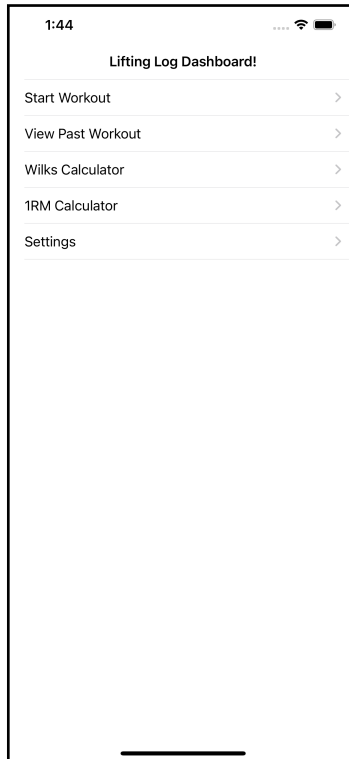 1:44
Lifting Log Dashboard!
Start Workout
View Past Workout
Wilks Calculator
1RM Calculator
Settings